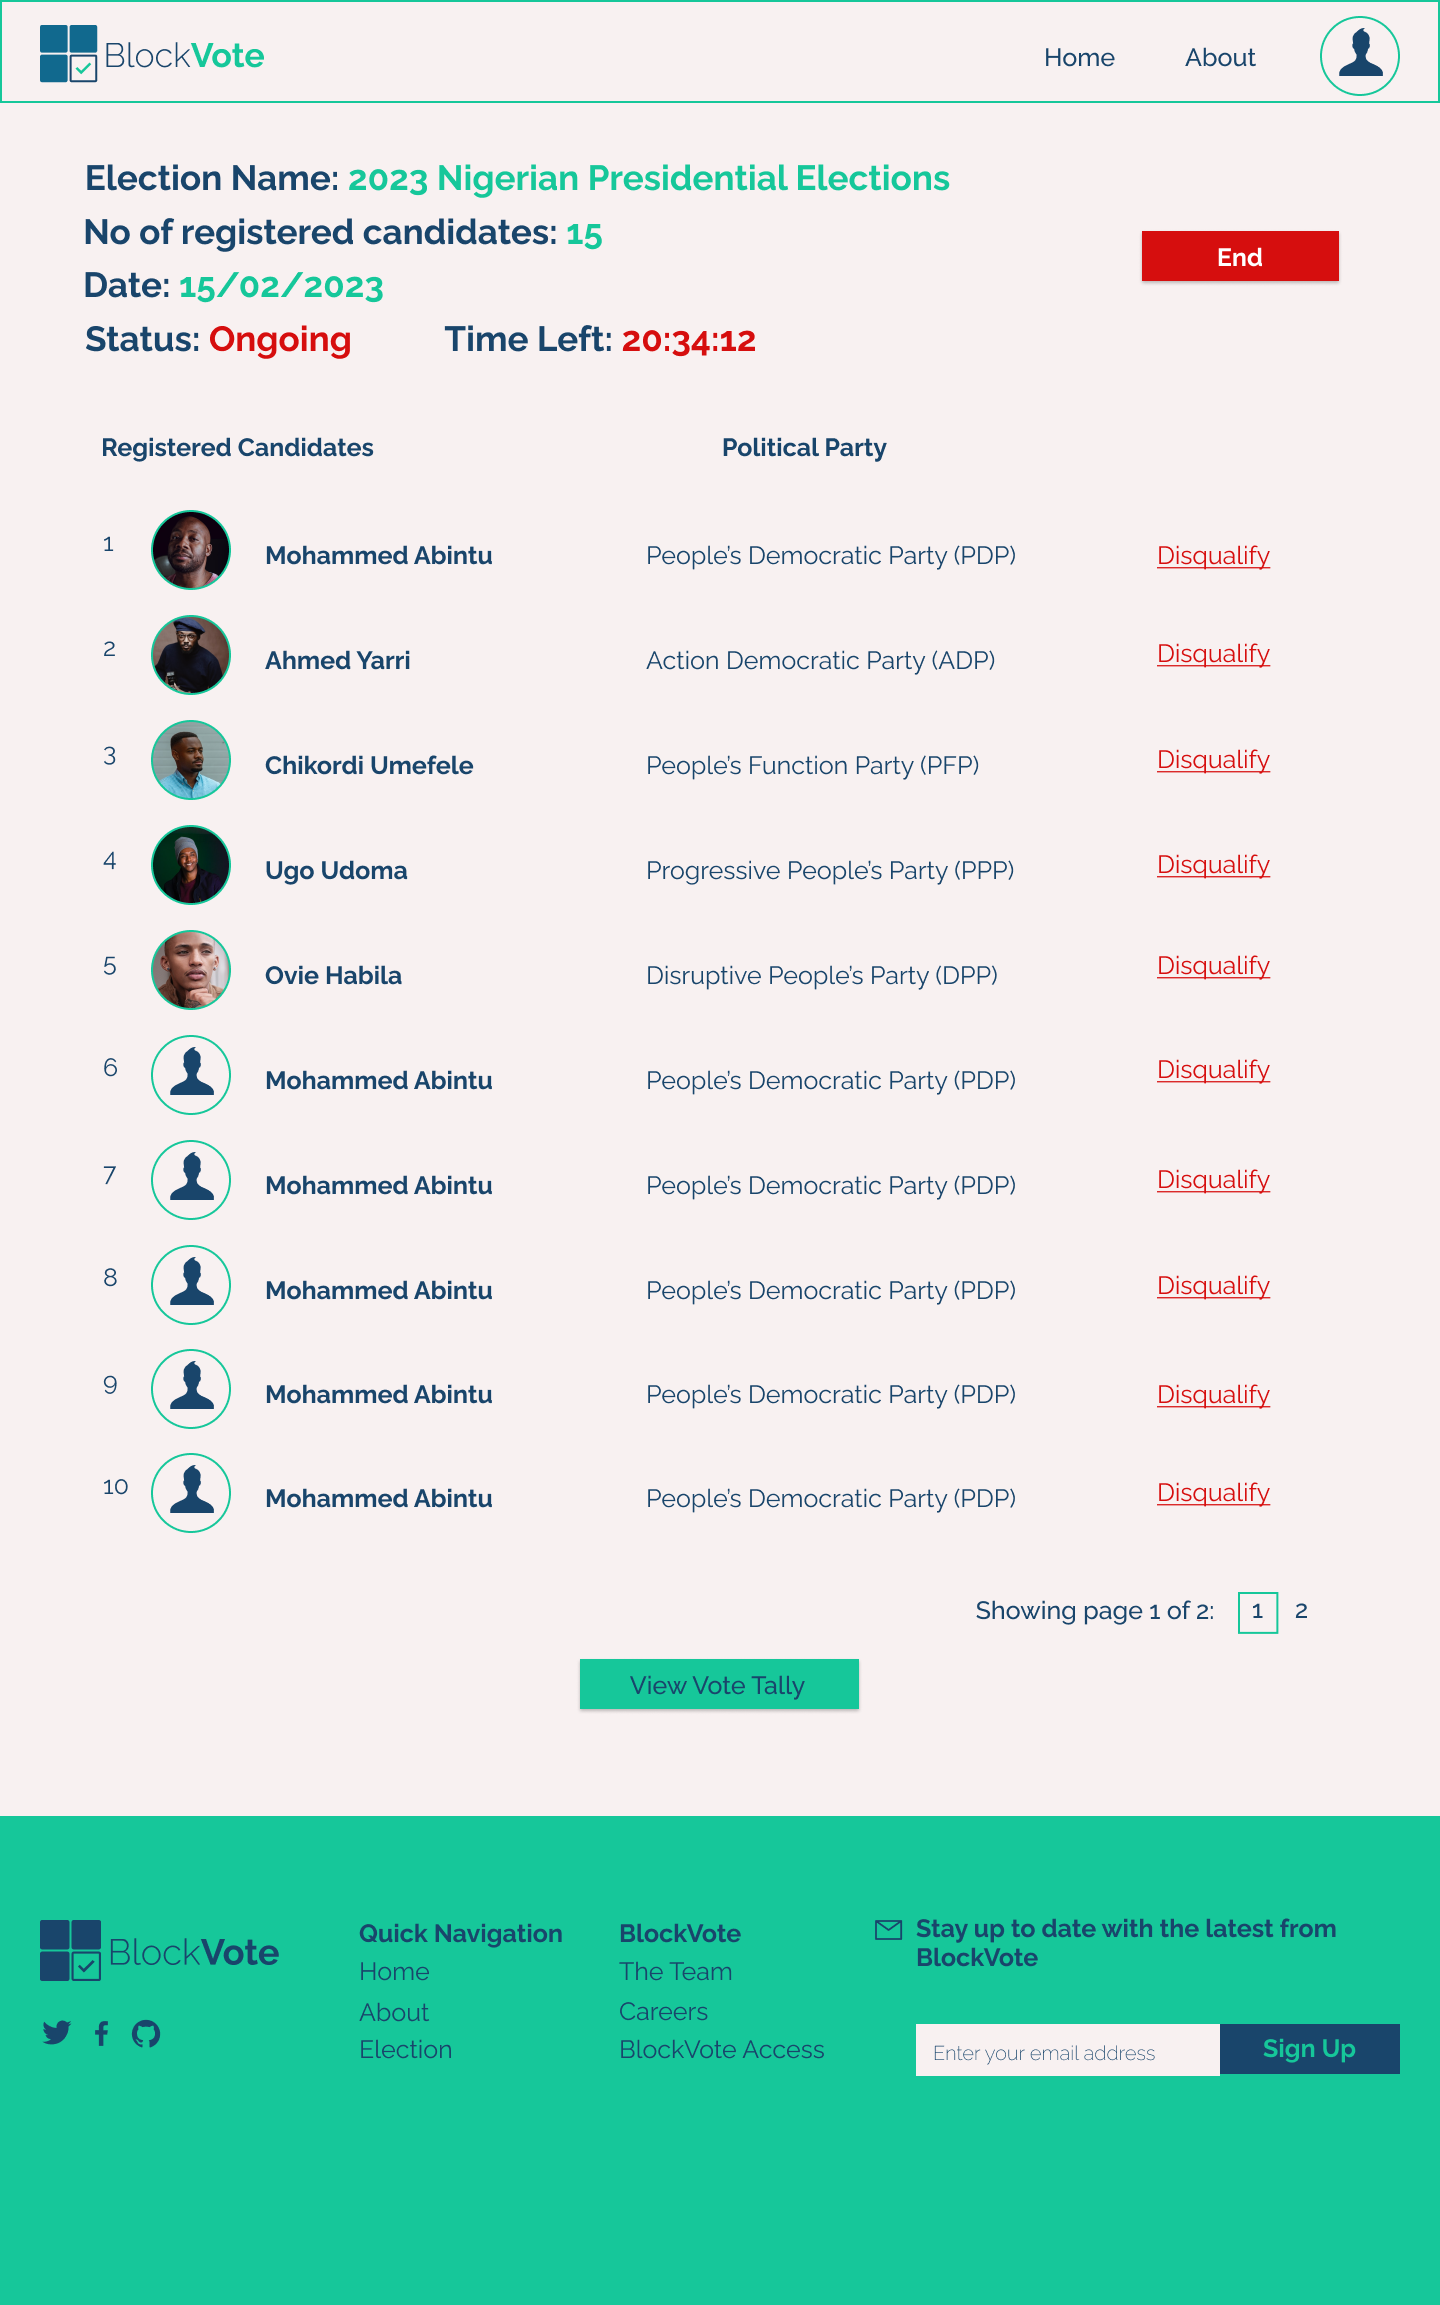 BlockVote
Home
About
Election Name: 2023 Nigerian Presidential Elections
No of registered candidates: 15
End
Date: 15/02/2023
Status: Ongoing
Time Left: 20:34:12
Registered Candidates
Political Party
1
Mohammed Abintu
People’s Democratic Party (PDP)
Disqualify
2
Ahmed Yarri
Action Democratic Party (ADP)
Disqualify
3
Chikordi Umefele
People’s Function Party (PFP)
Disqualify
4
Ugo Udoma
Progressive People’s Party (PPP)
Disqualify
5
Ovie Habila
Disruptive People’s Party (DPP)
Disqualify
6
Mohammed Abintu
People’s Democratic Party (PDP)
Disqualify
7
Mohammed Abintu
People’s Democratic Party (PDP)
Disqualify
8
Mohammed Abintu
People’s Democratic Party (PDP)
Disqualify
9
Mohammed Abintu
People’s Democratic Party (PDP)
Disqualify
10
Mohammed Abintu
People’s Democratic Party (PDP)
Disqualify
Showing page 1 of 2:
1
2
View Vote Tally
BlockVote
Quick Navigation
Home
About
Election
BlockVote
The Team
Careers
BlockVote Access
Stay up to date with the latest from
BlockVote
Enter your email address
Sign Up